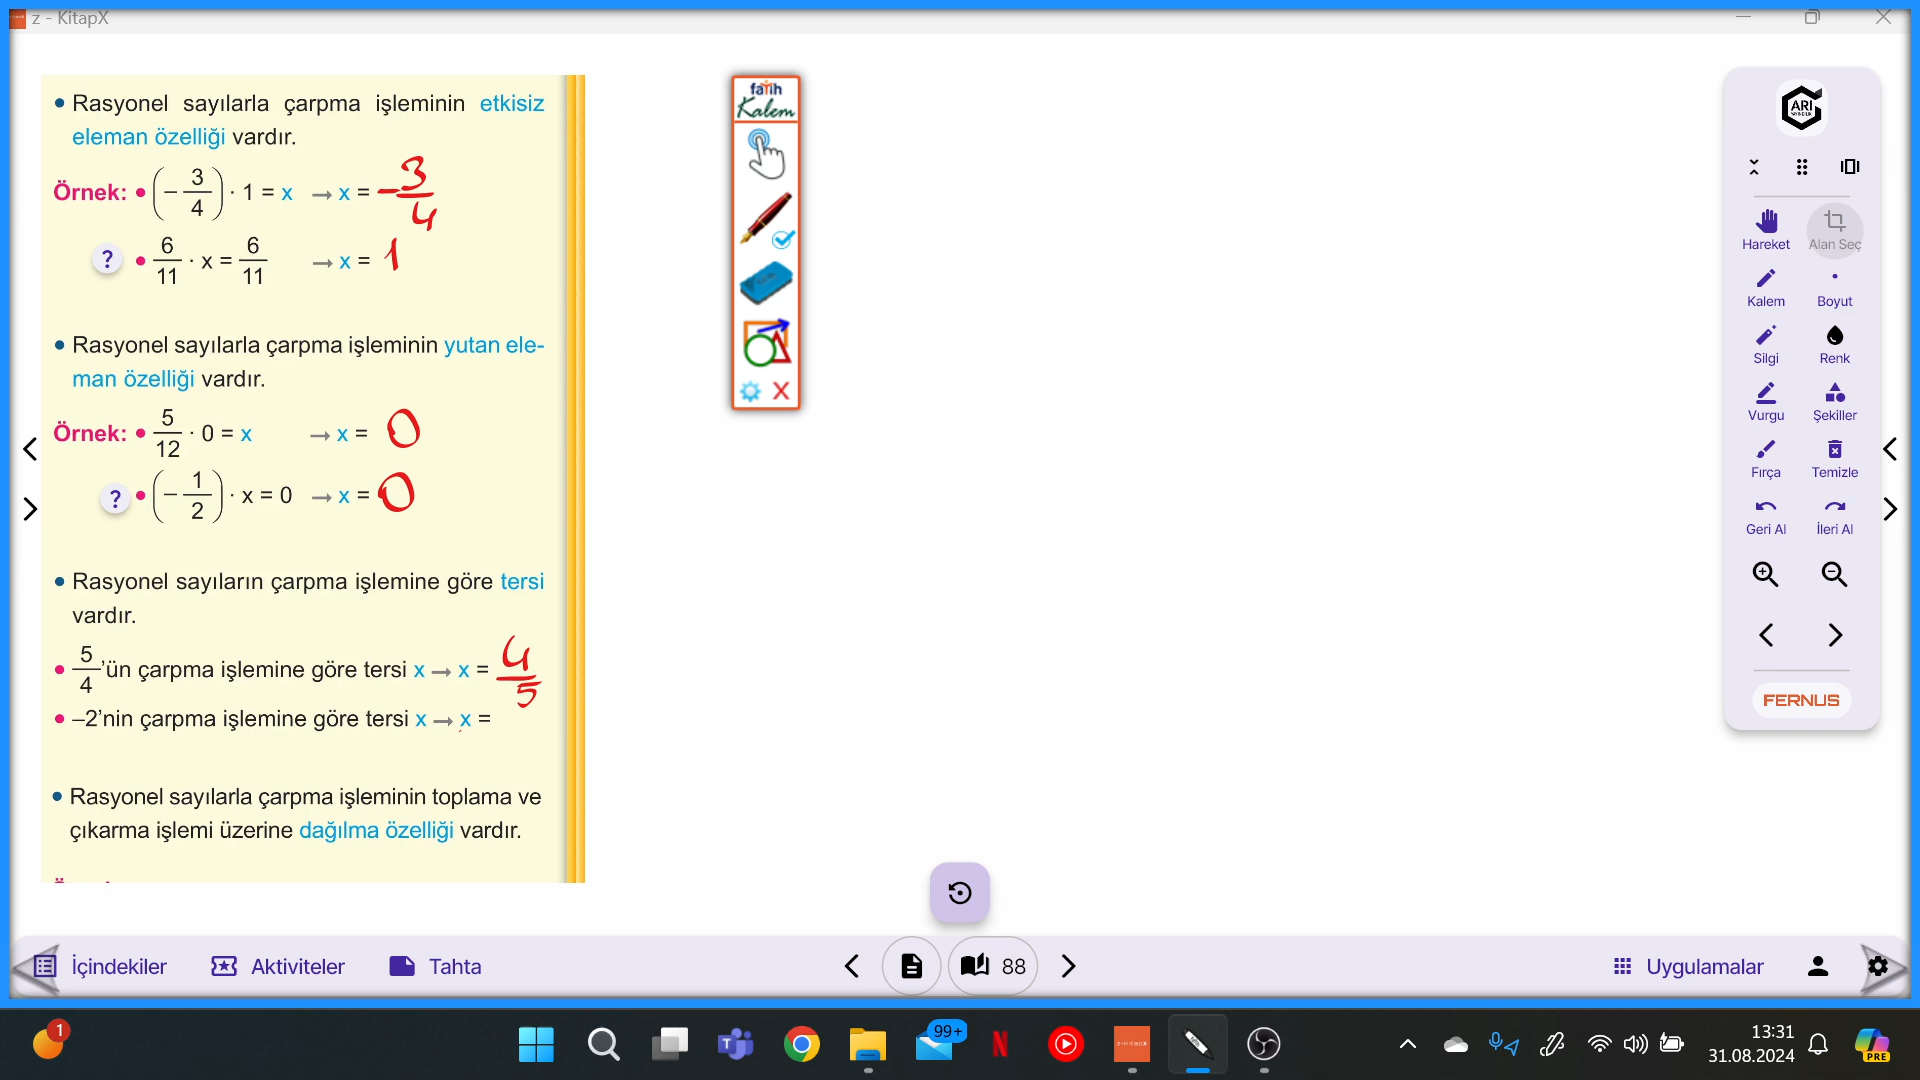 z - KitapX
• Rasyonel sayılarla çarpma işleminin etkisiz
eleman özelliği vardır.
Örnek: • (-3/4) · 1 = x → x = -3/4
? • 6/11 · x = 6/11 → x = 1
• Rasyonel sayılarla çarpma işleminin yutan ele-
man özelliği vardır.
Örnek: • 5/12 · 0 = x → x = 0
? • (-1/2) · x = 0 → x = 0
• Rasyonel sayıların çarpma işlemine göre tersi
vardır.
• 5/4'ün çarpma işlemine göre tersi x → x = 4/5
• –2'nin çarpma işlemine göre tersi x → x =
• Rasyonel sayılarla çarpma işleminin toplama ve
çıkarma işlemi üzerine dağılma özelliği vardır.
fatih
Kalem
X
ARI
Hareket Alan Seç
Kalem Boyut
Silgi Renk
Vurgu Şekiller
Fırça Temizle
Geri Al İleri Al
FERNUS
İçindekiler Aktiviteler Tahta 88 Uygulamalar
1
99+
13:31
31.08.2024
PRE